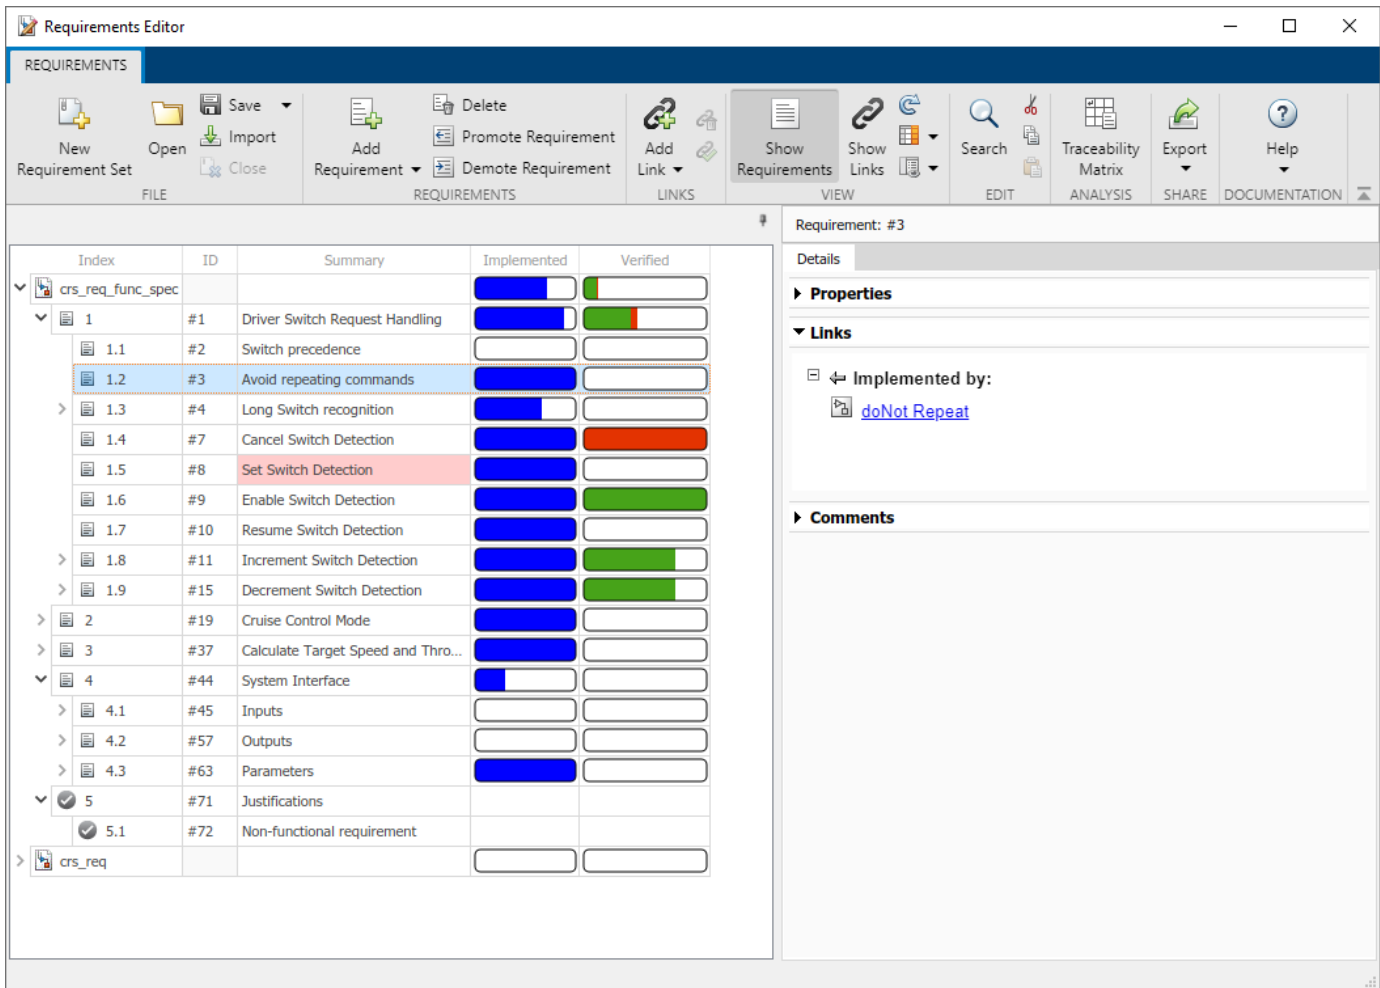 Requirements Editor
REQUIREMENTS
New
Requirement Set
Open
Save
Import
Close
FILE
Add
Requirement
Delete
Promote Requirement
Demote Requirement
REQUIREMENTS
Add
Link
LINKS
Show
Requirements
Show
Links
VIEW
Search
EDIT
Traceability
Matrix
ANALYSIS
Export
SHARE
Help
DOCUMENTATION
Index ID Summary Implemented Verified
crs_req_func_spec
1 #1 Driver Switch Request Handling
1.1 #2 Switch precedence
1.2 #3 Avoid repeating commands
1.3 #4 Long Switch recognition
1.4 #7 Cancel Switch Detection
1.5 #8 Set Switch Detection
1.6 #9 Enable Switch Detection
1.7 #10 Resume Switch Detection
1.8 #11 Increment Switch Detection
1.9 #15 Decrement Switch Detection
2 #19 Cruise Control Mode
3 #37 Calculate Target Speed and Thro...
4 #44 System Interface
4.1 #45 Inputs
4.2 #57 Outputs
4.3 #63 Parameters
5 #71 Justifications
5.1 #72 Non-functional requirement
crs_req
Requirement: #3
Details
Properties
Links
Implemented by:
doNot Repeat
Comments